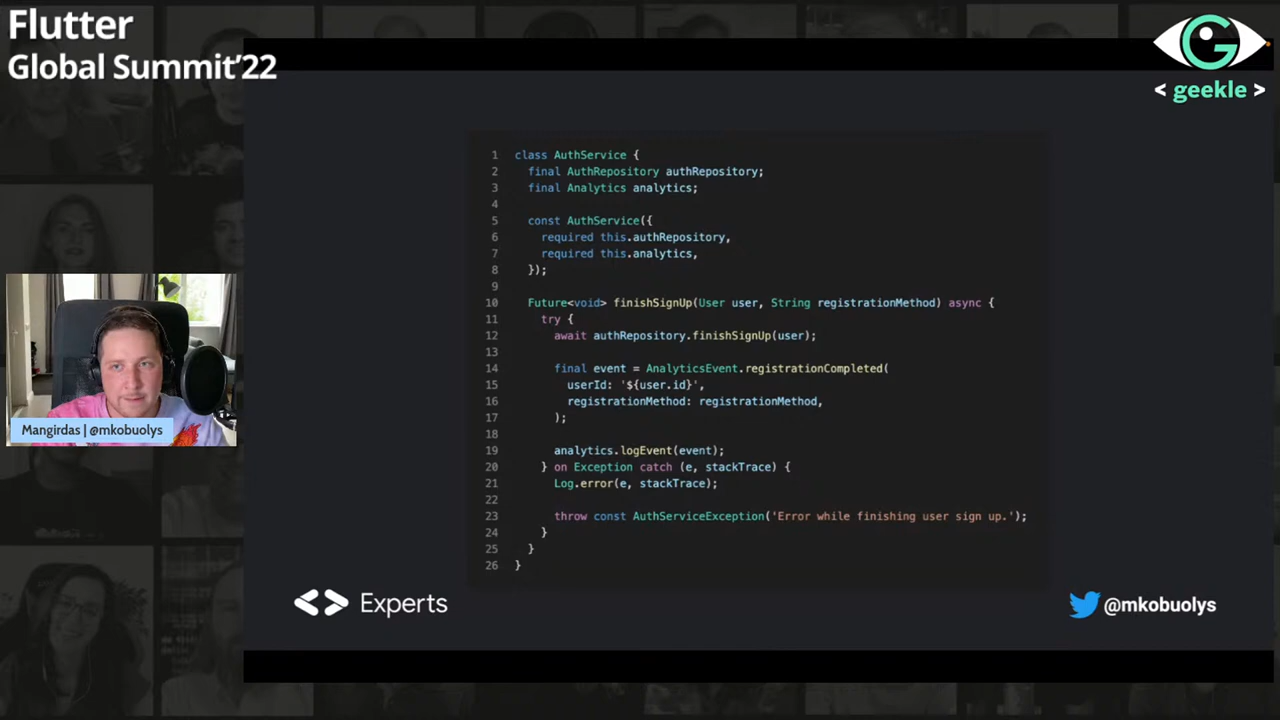 Flutter
Global Summit'22
< geekle >
1 class AuthService {
2 final AuthRepository authRepository;
3 final Analytics analytics;
4
5 const AuthService({
6 required this.authRepository,
7 required this.analytics,
8 });
9
10 Future<void> finishSignUp(User user, String registrationMethod) async {
11 try {
12 await authRepository.finishSignUp(user);
13
14 final event = AnalyticsEvent.registrationCompleted(
15 userId: '${user.id}',
16 registrationMethod: registrationMethod,
17 );
18
19 analytics.logEvent(event);
20 } on Exception catch (e, stackTrace) {
21 Log.error(e, stackTrace);
22
23 throw const AuthServiceException('Error while finishing user sign up.');
24 }
25 }
26 }
Mangirdas | @mkobuolys
<> Experts
@mkobuolys